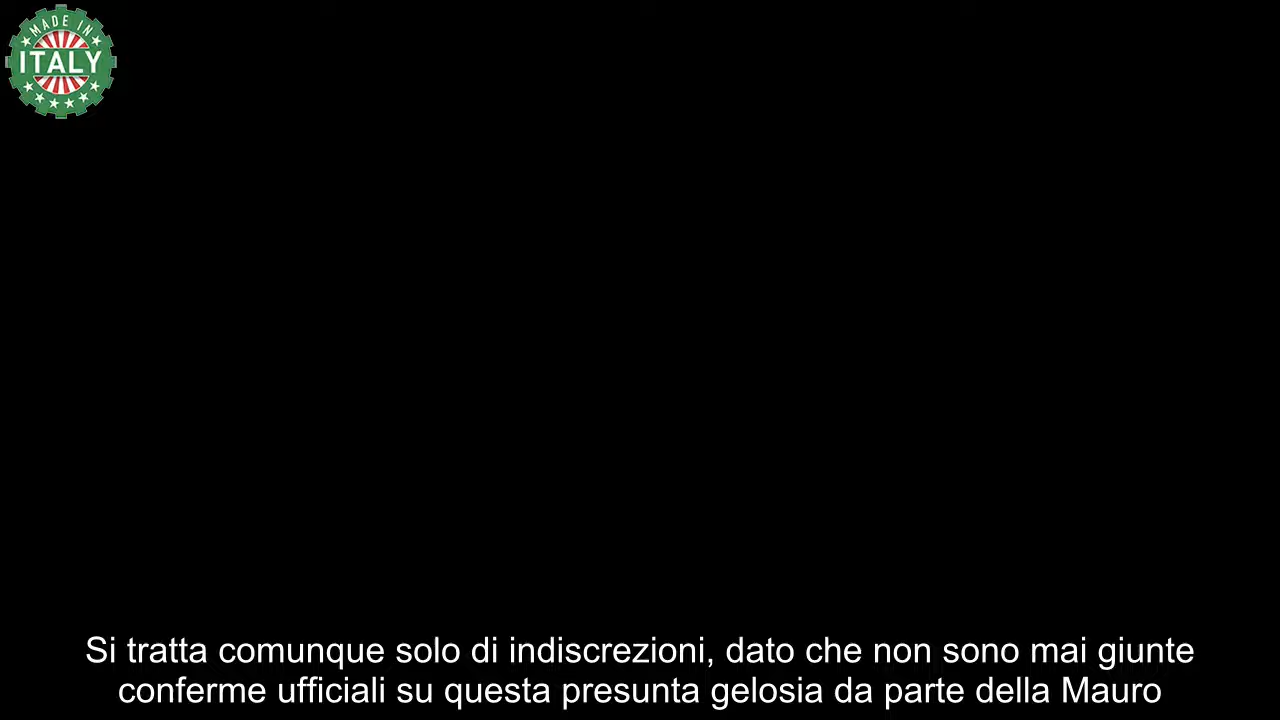 MADE IN
ITALY
Si tratta comunque solo di indiscrezioni, dato che non sono mai giunte
conferme ufficiali su questa presunta gelosia da parte della Mauro